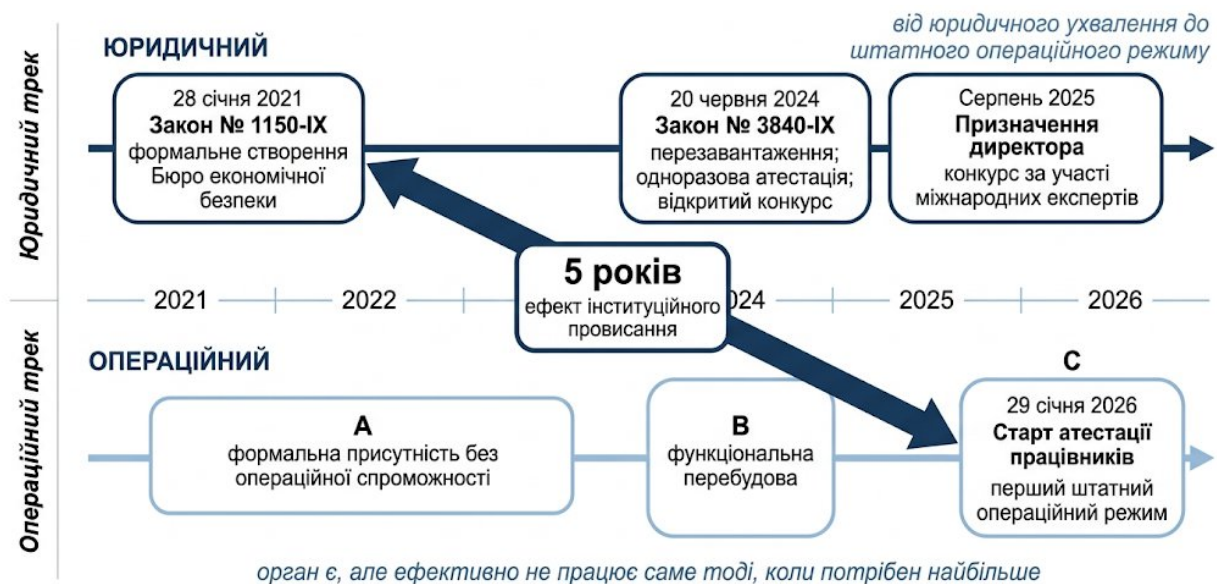 від юридичного ухвалення до
штатного операційного режиму
Юридичний трек
ЮРИДИЧНИЙ
28 січня 2021
Закон № 1150-IX
формальне створення
Бюро економічної
безпеки
20 червня 2024
Закон № 3840-IX
перезавантаження;
одноразова атестація;
відкритий конкурс
Серпень 2025
Призначення
директора
конкурс за участі
міжнародних експертів
5 років
ефект інституційного
провисання
2021
2022
024
2025
2026
Операційний трек
ОПЕРАЦІЙНИЙ
A
формальна присутність без
операційної спроможності
B
функціональна
перебудова
C
29 січня 2026
Старт атестації
працівників
перший штатний
операційний режим
орган є, але ефективно не працює саме тоді, коли потрібен найбільше